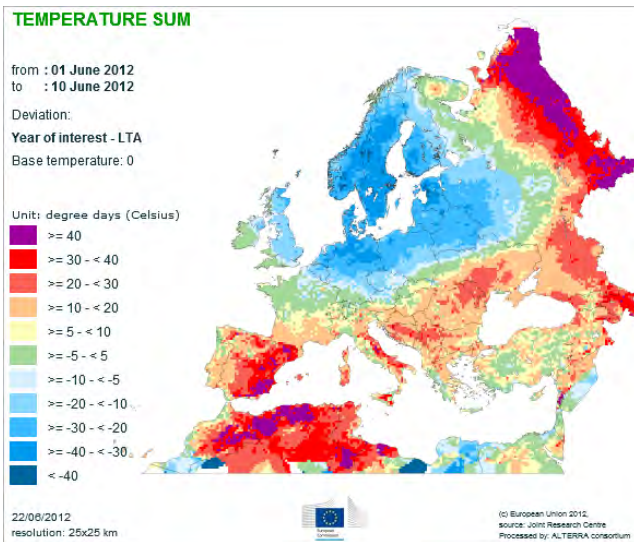 TEMPERATURE SUM
from : 01 June 2012
to : 10 June 2012
Deviation:
Year of interest - LTA
Base temperature: 0
Unit: degree days (Celsius)
>= 40
>= 30 - < 40
>= 20 - < 30
>= 10 - < 20
>= 5 - < 10
>= -5 - < 5
>= -10 - < -5
>= -20 - < -10
>= -30 - < -20
>= -40 - < -30
< -40
22/06/2012
resolution: 25x25 km
European
Commission
(c) European Union 2012,
source: Joint Research Centre
Processed by: ALTERRA consortium